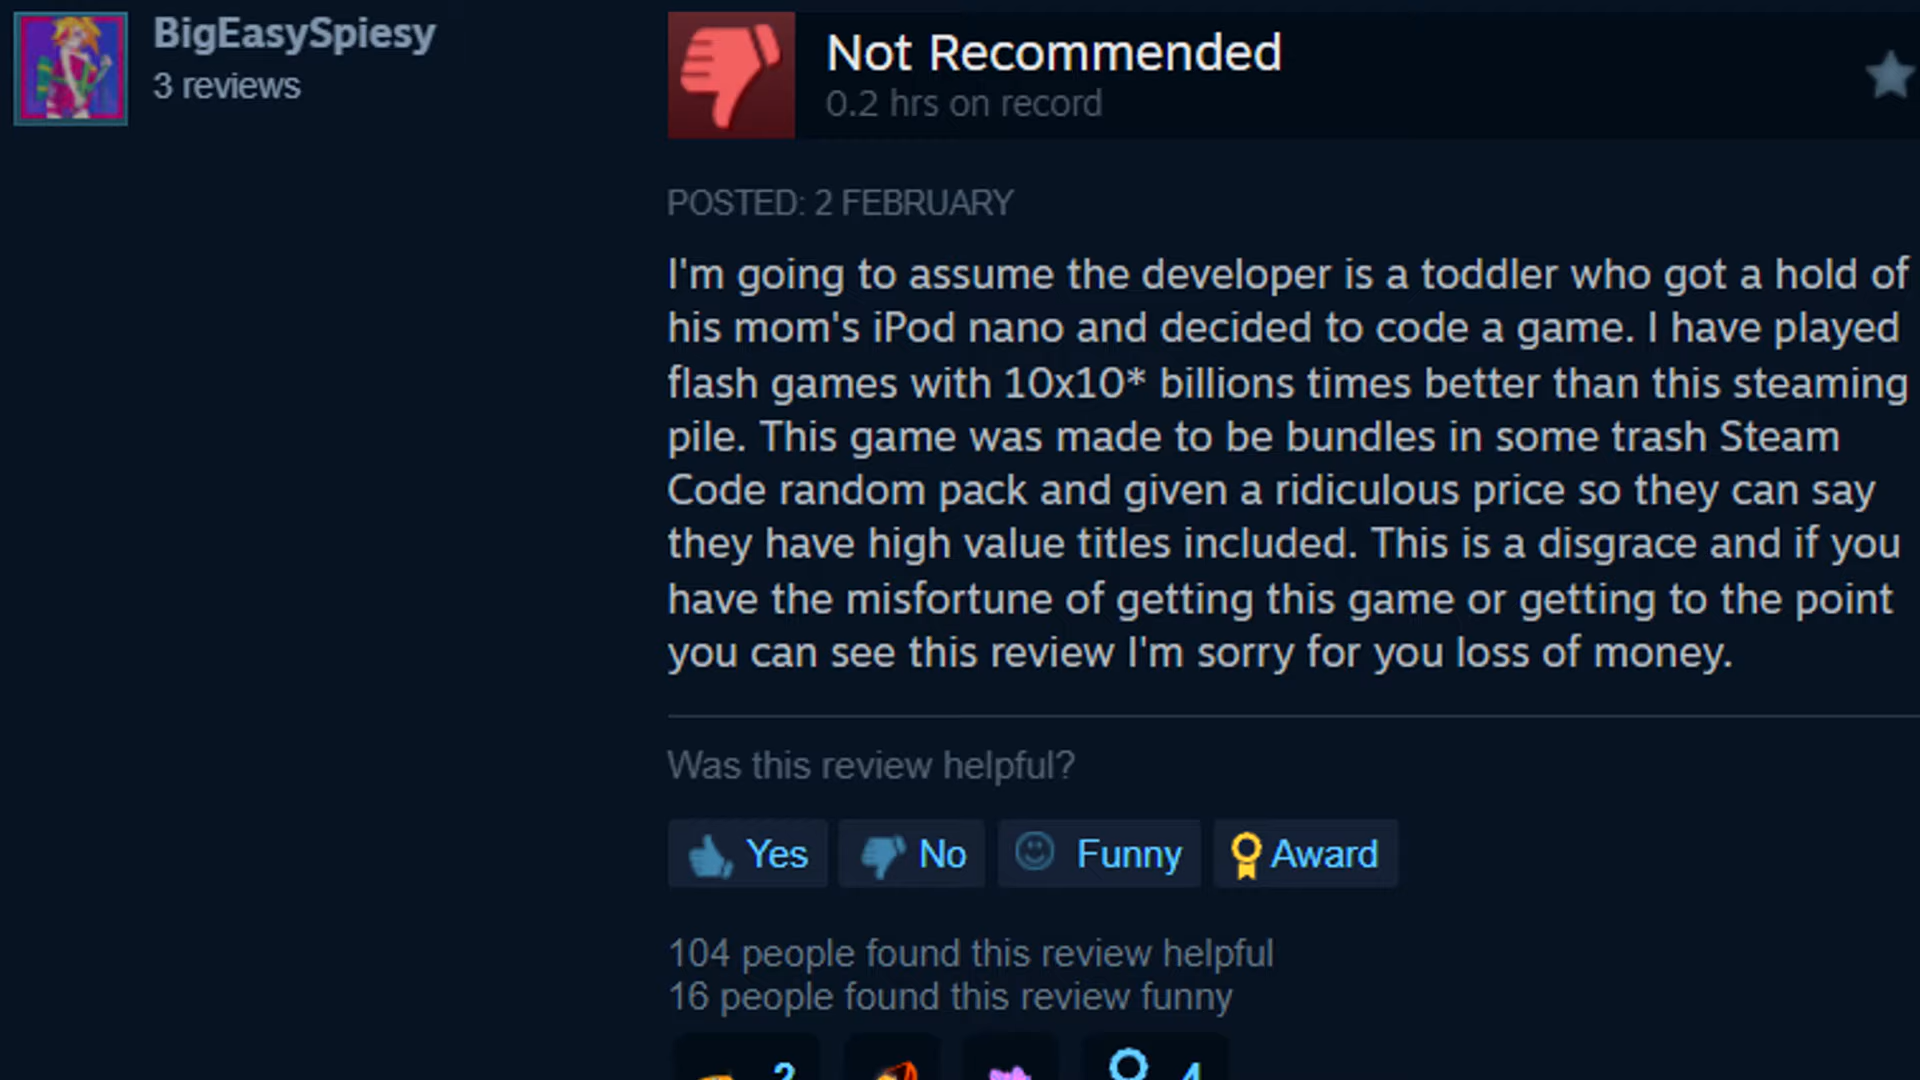 BigEasySpiesy
3 reviews
Not Recommended
0.2 hrs on record
POSTED: 2 FEBRUARY
I'm going to assume the developer is a toddler who got a hold of
his mom's iPod nano and decided to code a game. I have played
flash games with 10x10* billions times better than this steaming
pile. This game was made to be bundles in some trash Steam
Code random pack and given a ridiculous price so they can say
they have high value titles included. This is a disgrace and if you
have the misfortune of getting this game or getting to the point
you can see this review I'm sorry for you loss of money.
Was this review helpful?
Yes No Funny Award
104 people found this review helpful
16 people found this review funny
2 4